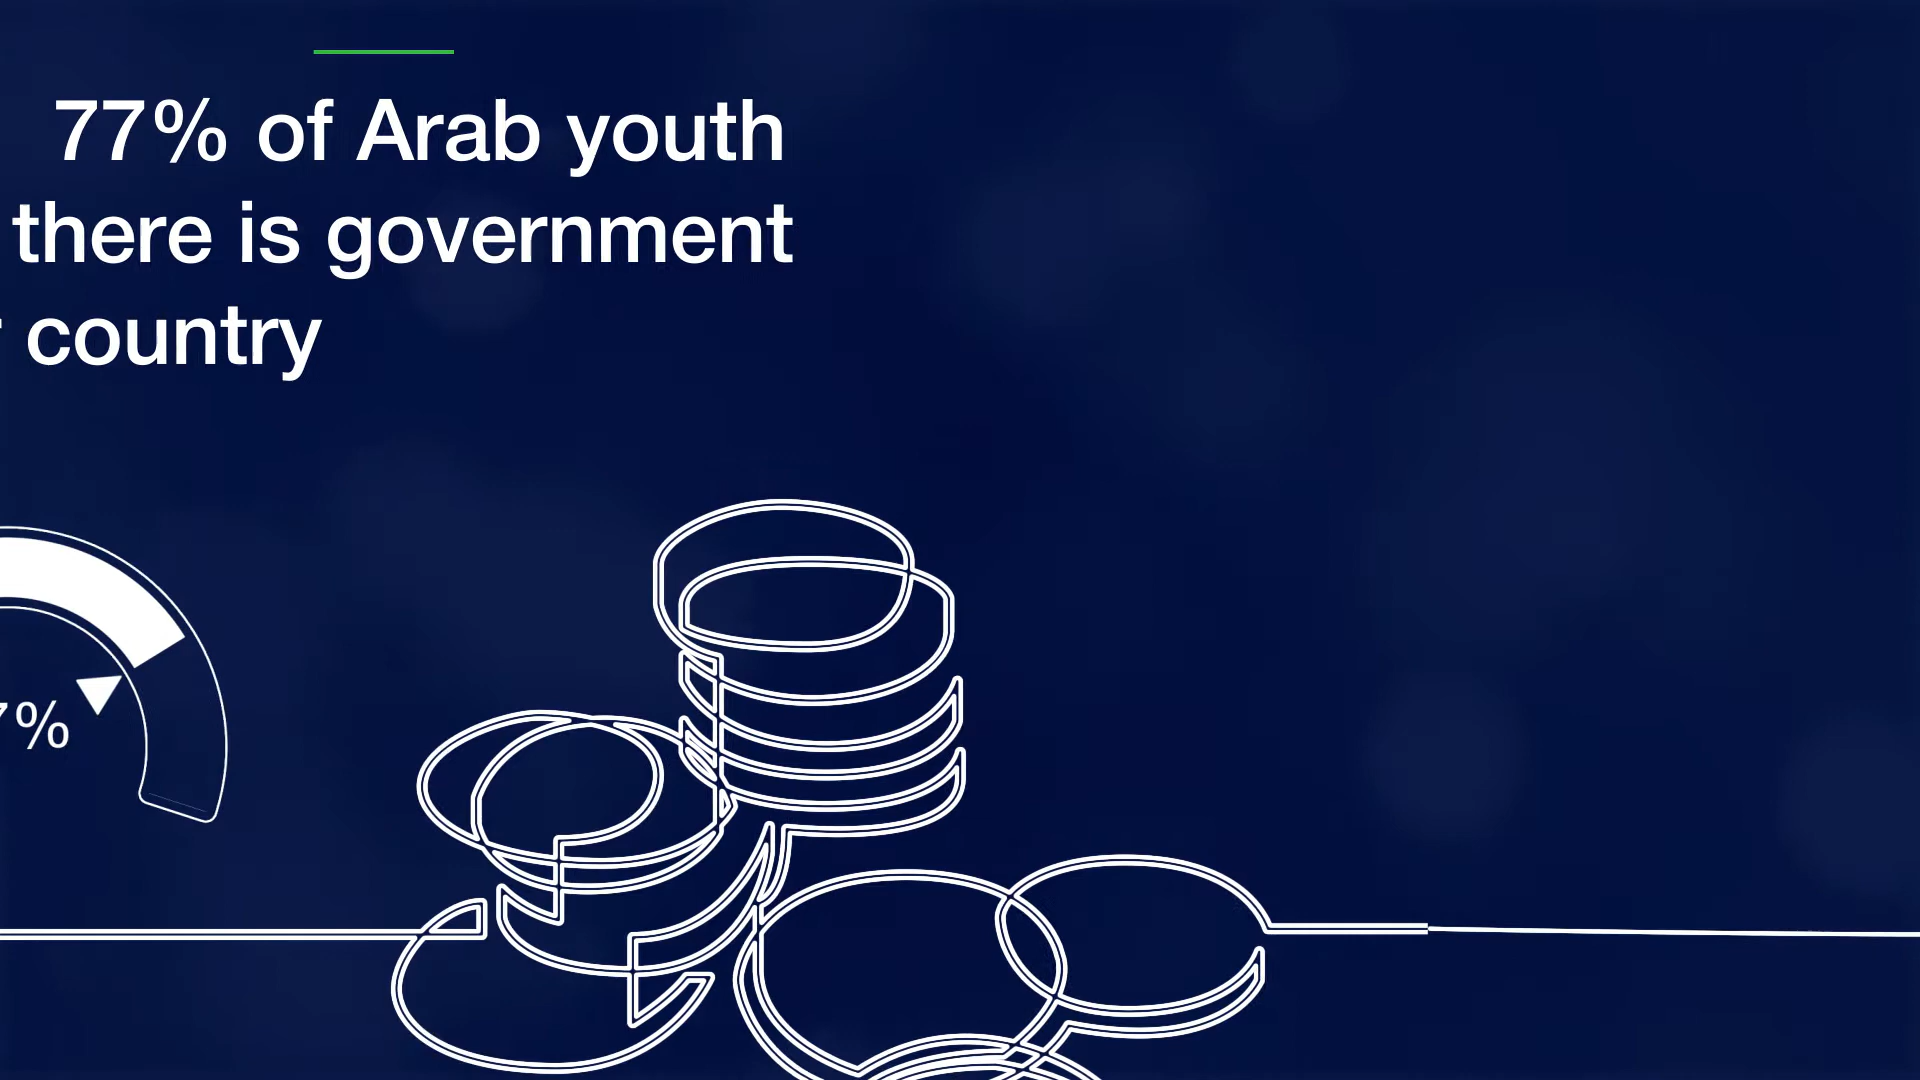 77% of Arab youth
there is government
country
%